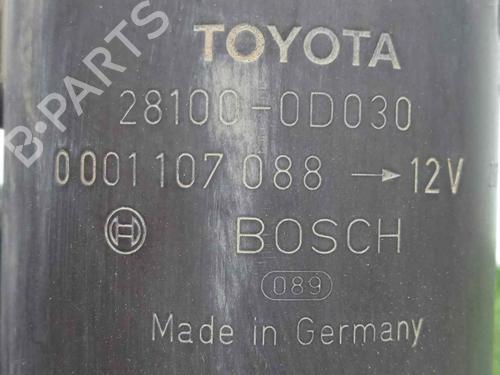 TOYOTA
28100-0D030
0001107088 → 12V
BOSCH
089
Made in Germany
B-PARTS